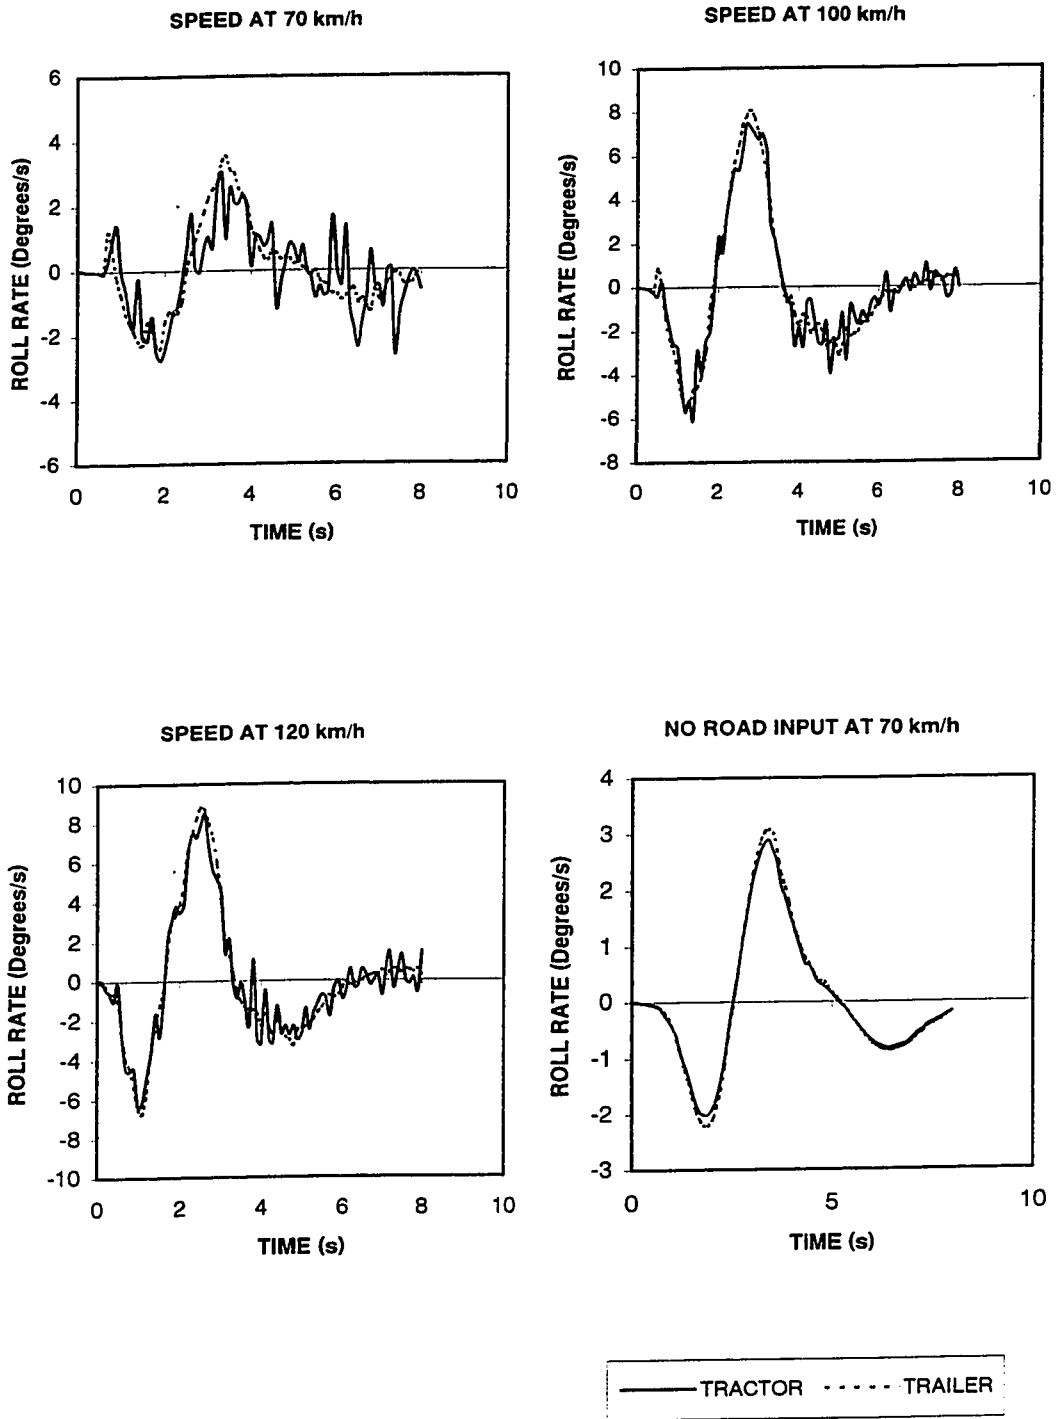 SPEED AT 70 km/h
6
4
2
0
-2
-4
-6
0 2 4 6 8 10
ROLL RATE (Degrees/s)
TIME (s)
SPEED AT 100 km/h
10
8
6
4
2
0
-2
-4
-6
-8
0 2 4 6 8 10
ROLL RATE (Degrees/s)
TIME (s)
SPEED AT 120 km/h
10
8
6
4
2
0
-2
-4
-6
-8
-10
0 2 4 6 8 10
ROLL RATE (Degrees/s)
TIME (s)
NO ROAD INPUT AT 70 km/h
4
3
2
1
0
-1
-2
-3
0 5 10
ROLL RATE (Degrees/s)
TIME (s)
TRACTOR TRAILER